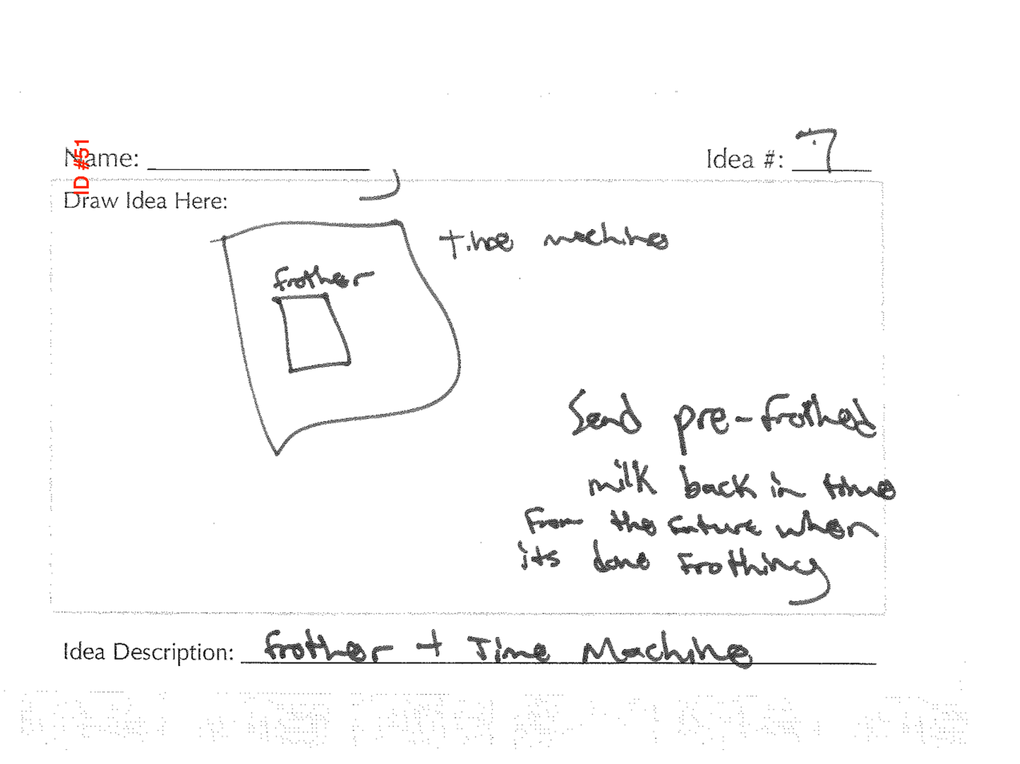 ID #51
Name:
Idea #: 7
Draw Idea Here:
time machine
frother
Send pre-frothed
milk back in time
from the future when
its done frothing
Idea Description: frother + Time Machine